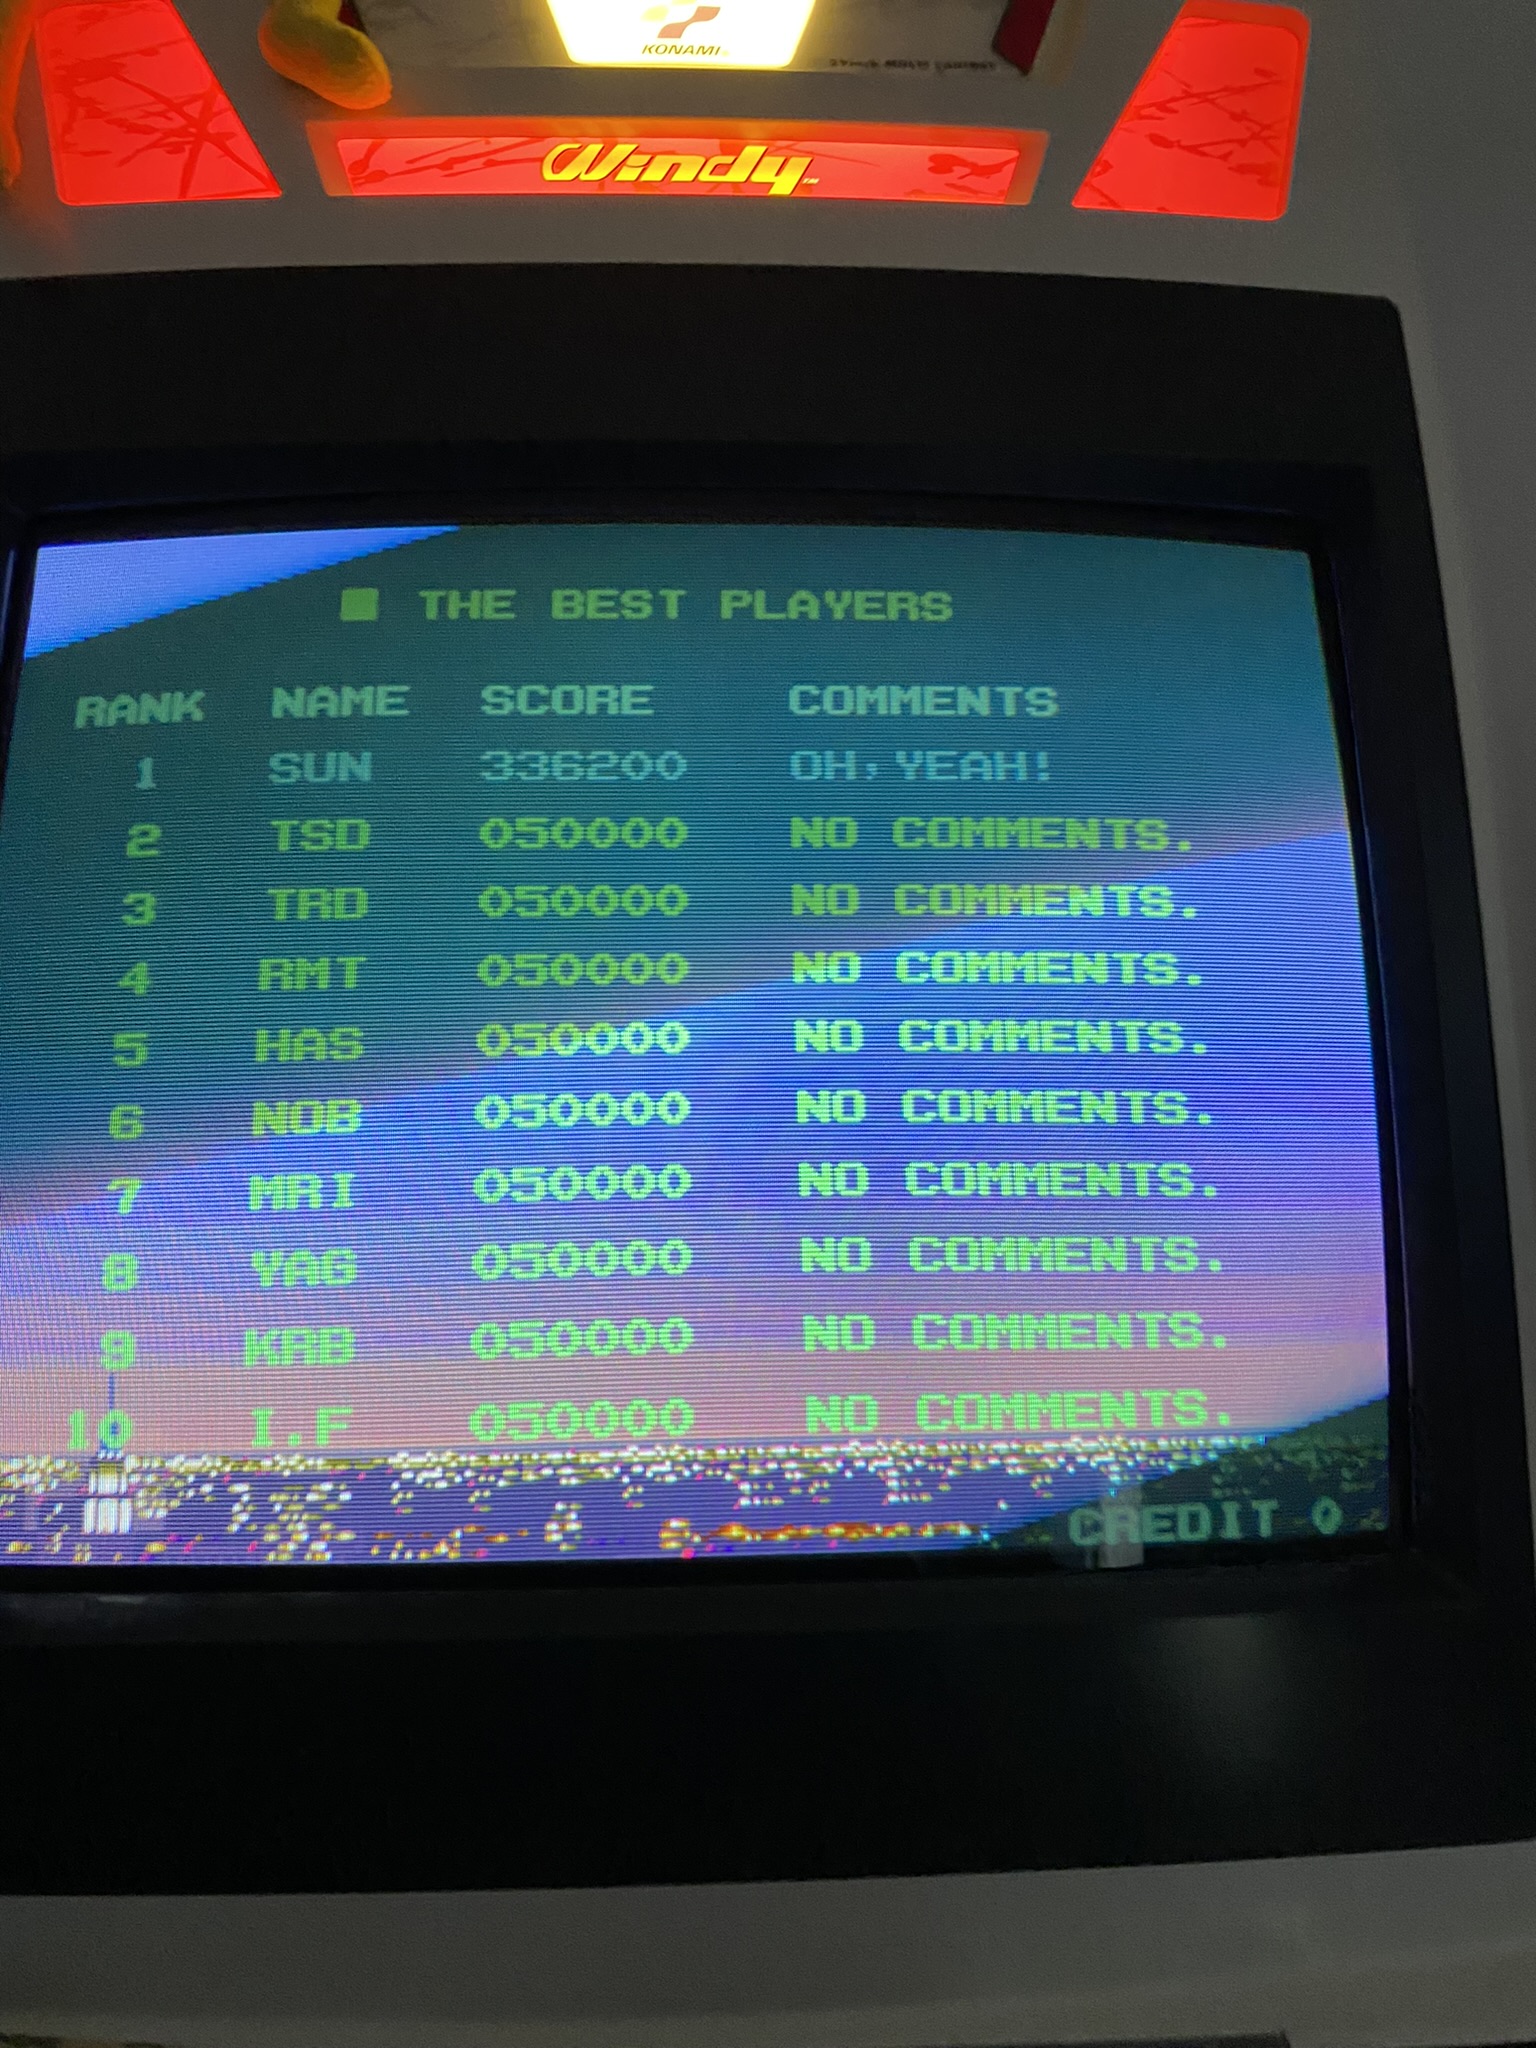 KONAMI
Windy™
■ THE BEST PLAYERS
RANK NAME SCORE COMMENTS
1 SUN 336200 OH,YEAH!
2 TSD 050000 NO COMMENTS.
3 TRD 050000 NO COMMENTS.
4 RMT 050000 NO COMMENTS.
5 HAS 050000 NO COMMENTS.
6 NOB 050000 NO COMMENTS.
7 MRI 050000 NO COMMENTS.
8 YAG 050000 NO COMMENTS.
9 KRB 050000 NO COMMENTS.
10 I.F 050000 NO COMMENTS.
CREDIT 0